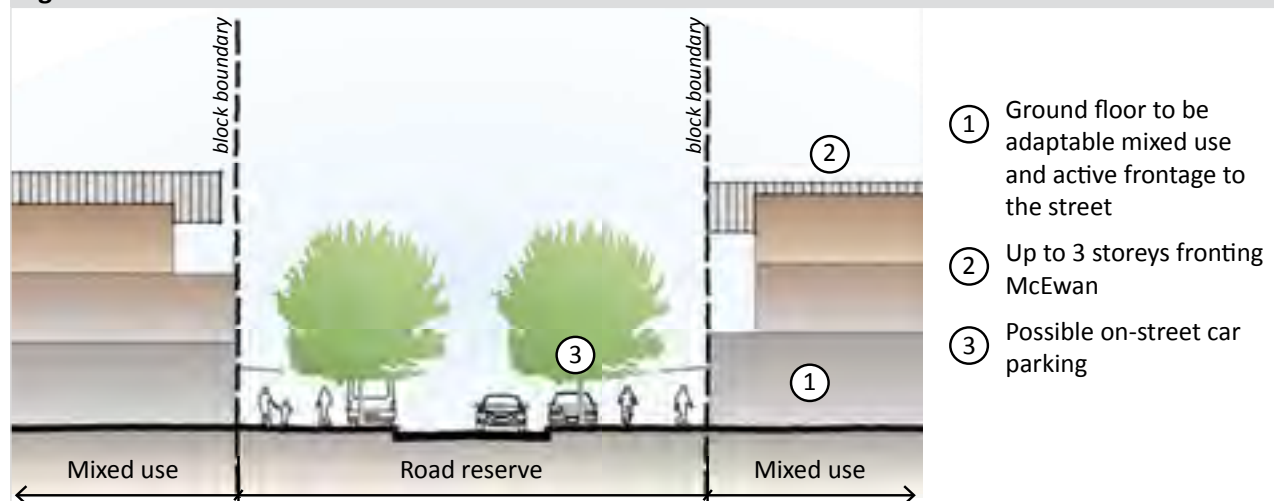 block boundary
block boundary
2
3
1
Mixed use
Road reserve
Mixed use
1 Ground floor to be
adaptable mixed use
and active frontage to
the street
2 Up to 3 storeys fronting
McEwan
3 Possible on-street car
parking